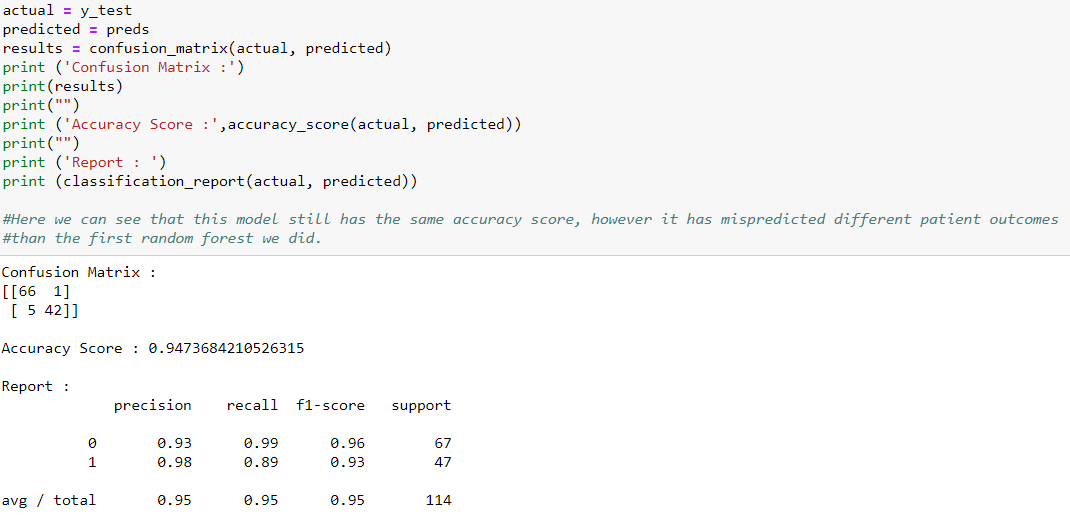 actual = y_test
predicted = preds
results = confusion_matrix(actual, predicted)
print ('Confusion Matrix :')
print(results)
print("")
print ('Accuracy Score :',accuracy_score(actual, predicted))
print("")
print ('Report : ')
print (classification_report(actual, predicted))
#Here we can see that this model still has the same accuracy score, however it has mispredicted different patient outcomes
#than the first random forest we did.
Confusion Matrix :
[[66  1]
 [ 5 42]]
Accuracy Score : 0.9473684210526315
Report :
             precision    recall  f1-score   support
          0       0.93      0.99      0.96        67
          1       0.98      0.89      0.93        47
avg / total       0.95      0.95      0.95       114